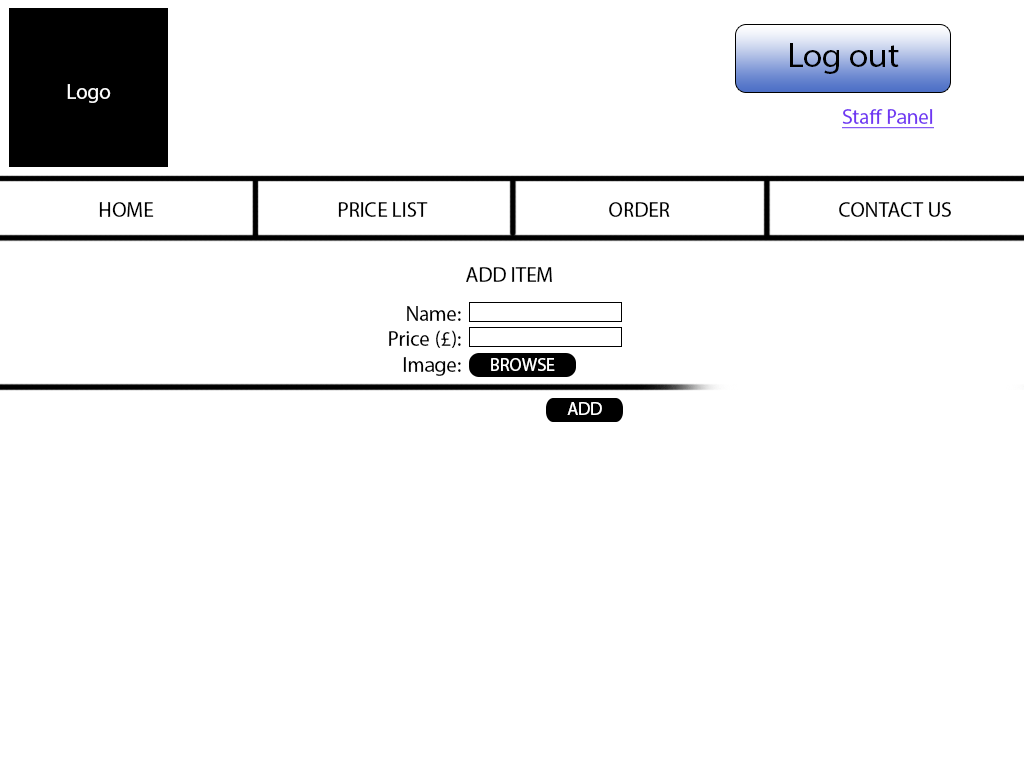 Logo
Log out
Staff Panel
HOME PRICE LIST ORDER CONTACT US
ADD ITEM
Name:
Price (£):
Image: BROWSE
ADD